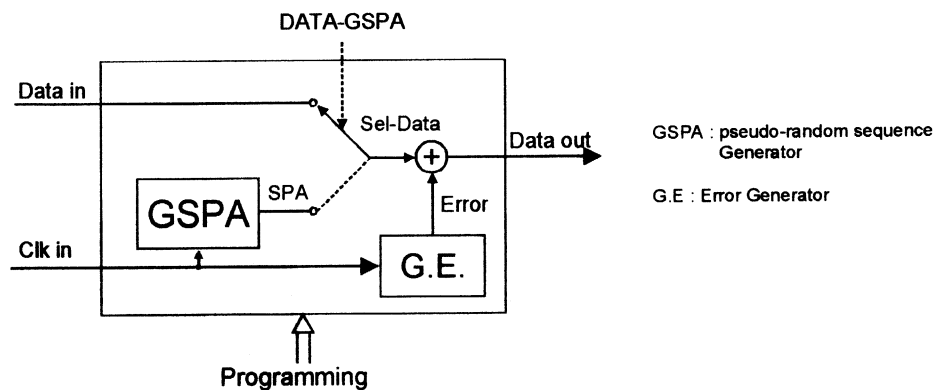 DATA-GSPA
Data in
Sel-Data
Data out
GSPA : pseudo-random sequence
Generator
SPA
GSPA
Error
G.E : Error Generator
Clk in
G.E.
Programming